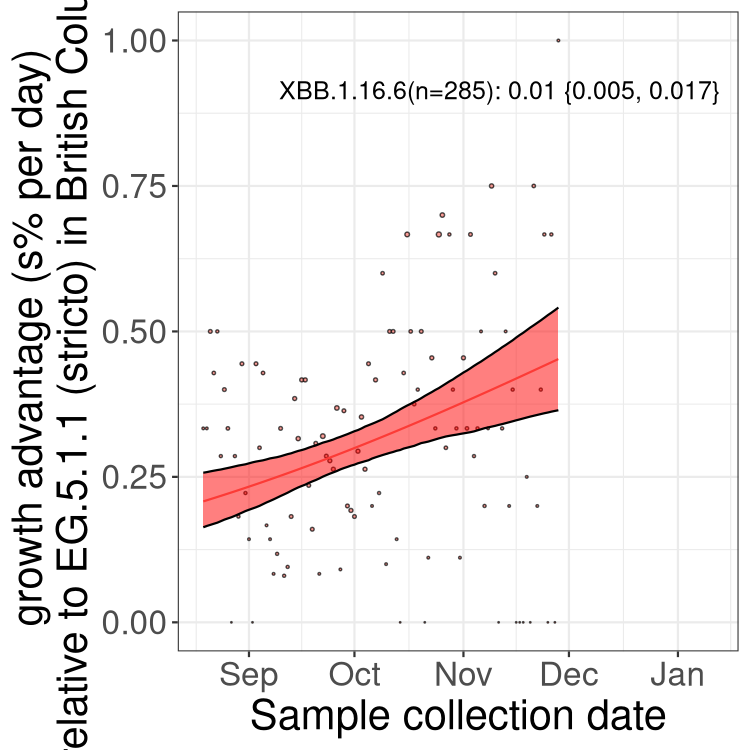 growth advantage (s% per day)
relative to EG.5.1.1 (stricto) in British
1.00
0.75
0.50
0.25
0.00
XBB.1.16.6(n=285): 0.01 {0.005, 0.017}
Sep Oct Nov Dec Jan
Sample collection date